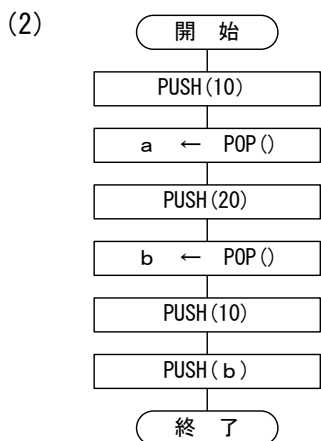 (2)
開 始
PUSH(10)
a ← POP()
PUSH(20)
b ← POP()
PUSH(10)
PUSH(b)
終 了